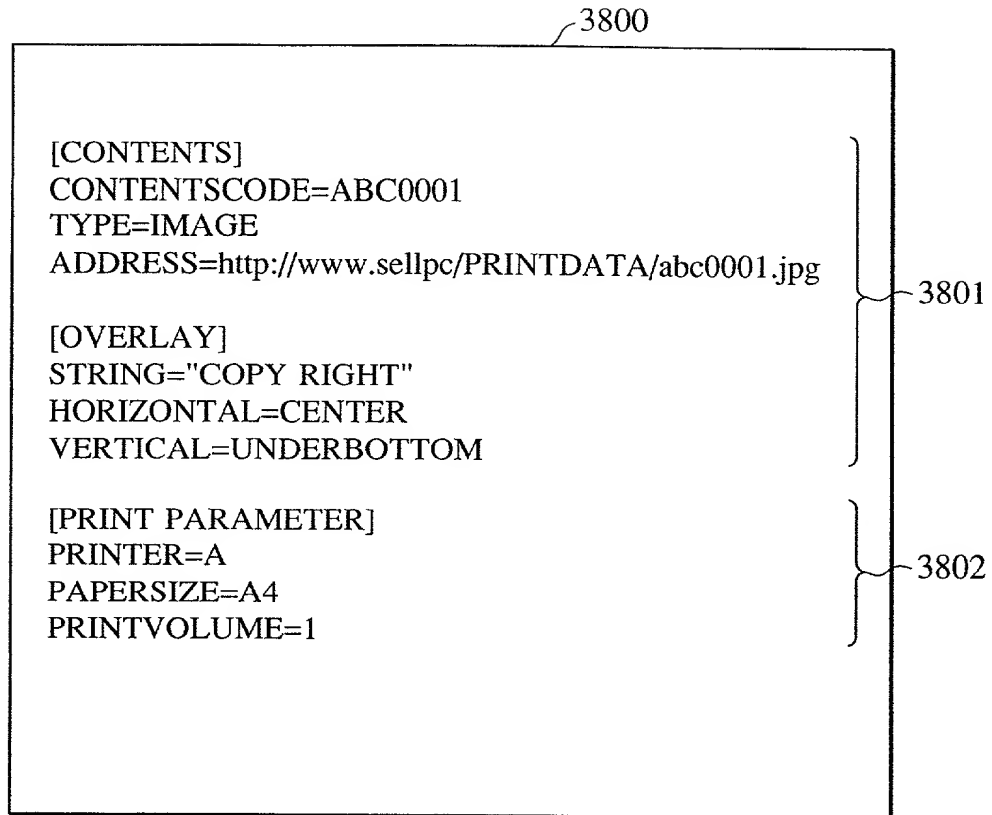 3800
[CONTENTS]
CONTENTSCODE=ABC0001
TYPE=IMAGE
ADDRESS=http://www.sellpc/PRINTDATA/abc0001.jpg
3801
[OVERLAY]
STRING="COPY RIGHT"
HORIZONTAL=CENTER
VERTICAL=UNDERBOTTOM
[PRINT PARAMETER]
PRINTER=A
PAPERSIZE=A4
3802
PRINTVOLUME=1